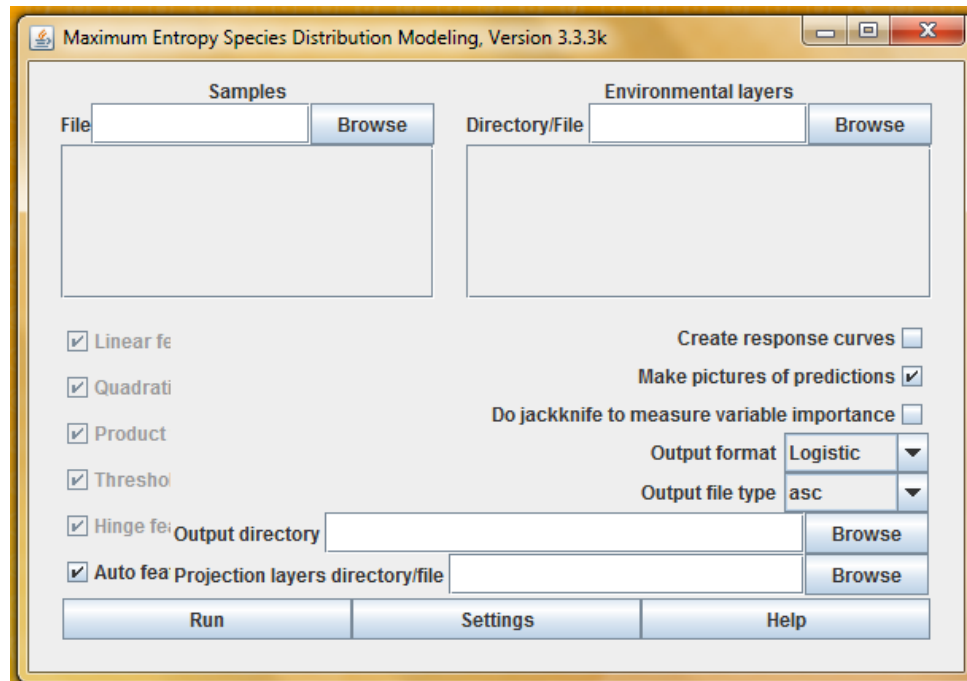 Maximum Entropy Species Distribution Modeling, Version 3.3.3k
Samples
File Browse
Environmental layers
Directory/File Browse
Linear fe
Quadrati
Product
Threshol
Hinge fea
Auto fea
Create response curves
Make pictures of predictions
Do jackknife to measure variable importance
Output format Logistic
Output file type asc
Output directory Browse
Projection layers directory/file Browse
Run Settings Help